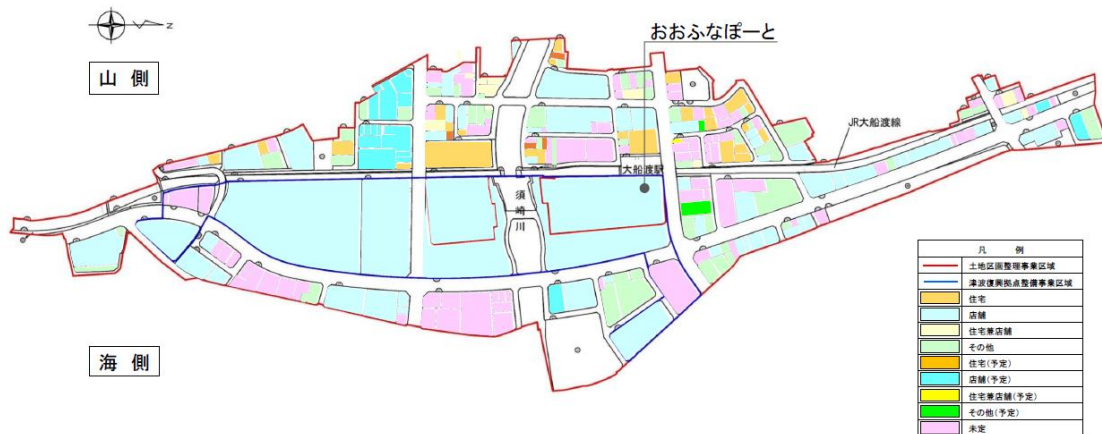 N
山 側
おおふなぽーと
JR大船渡線
大船渡駅
須崎川
海 側
凡 例
土地区画整理事業区域
津波復興拠点整備事業区域
住宅
店舗
住宅兼店舗
その他
住宅(予定)
店舗(予定)
住宅兼店舗(予定)
その他(予定)
未定